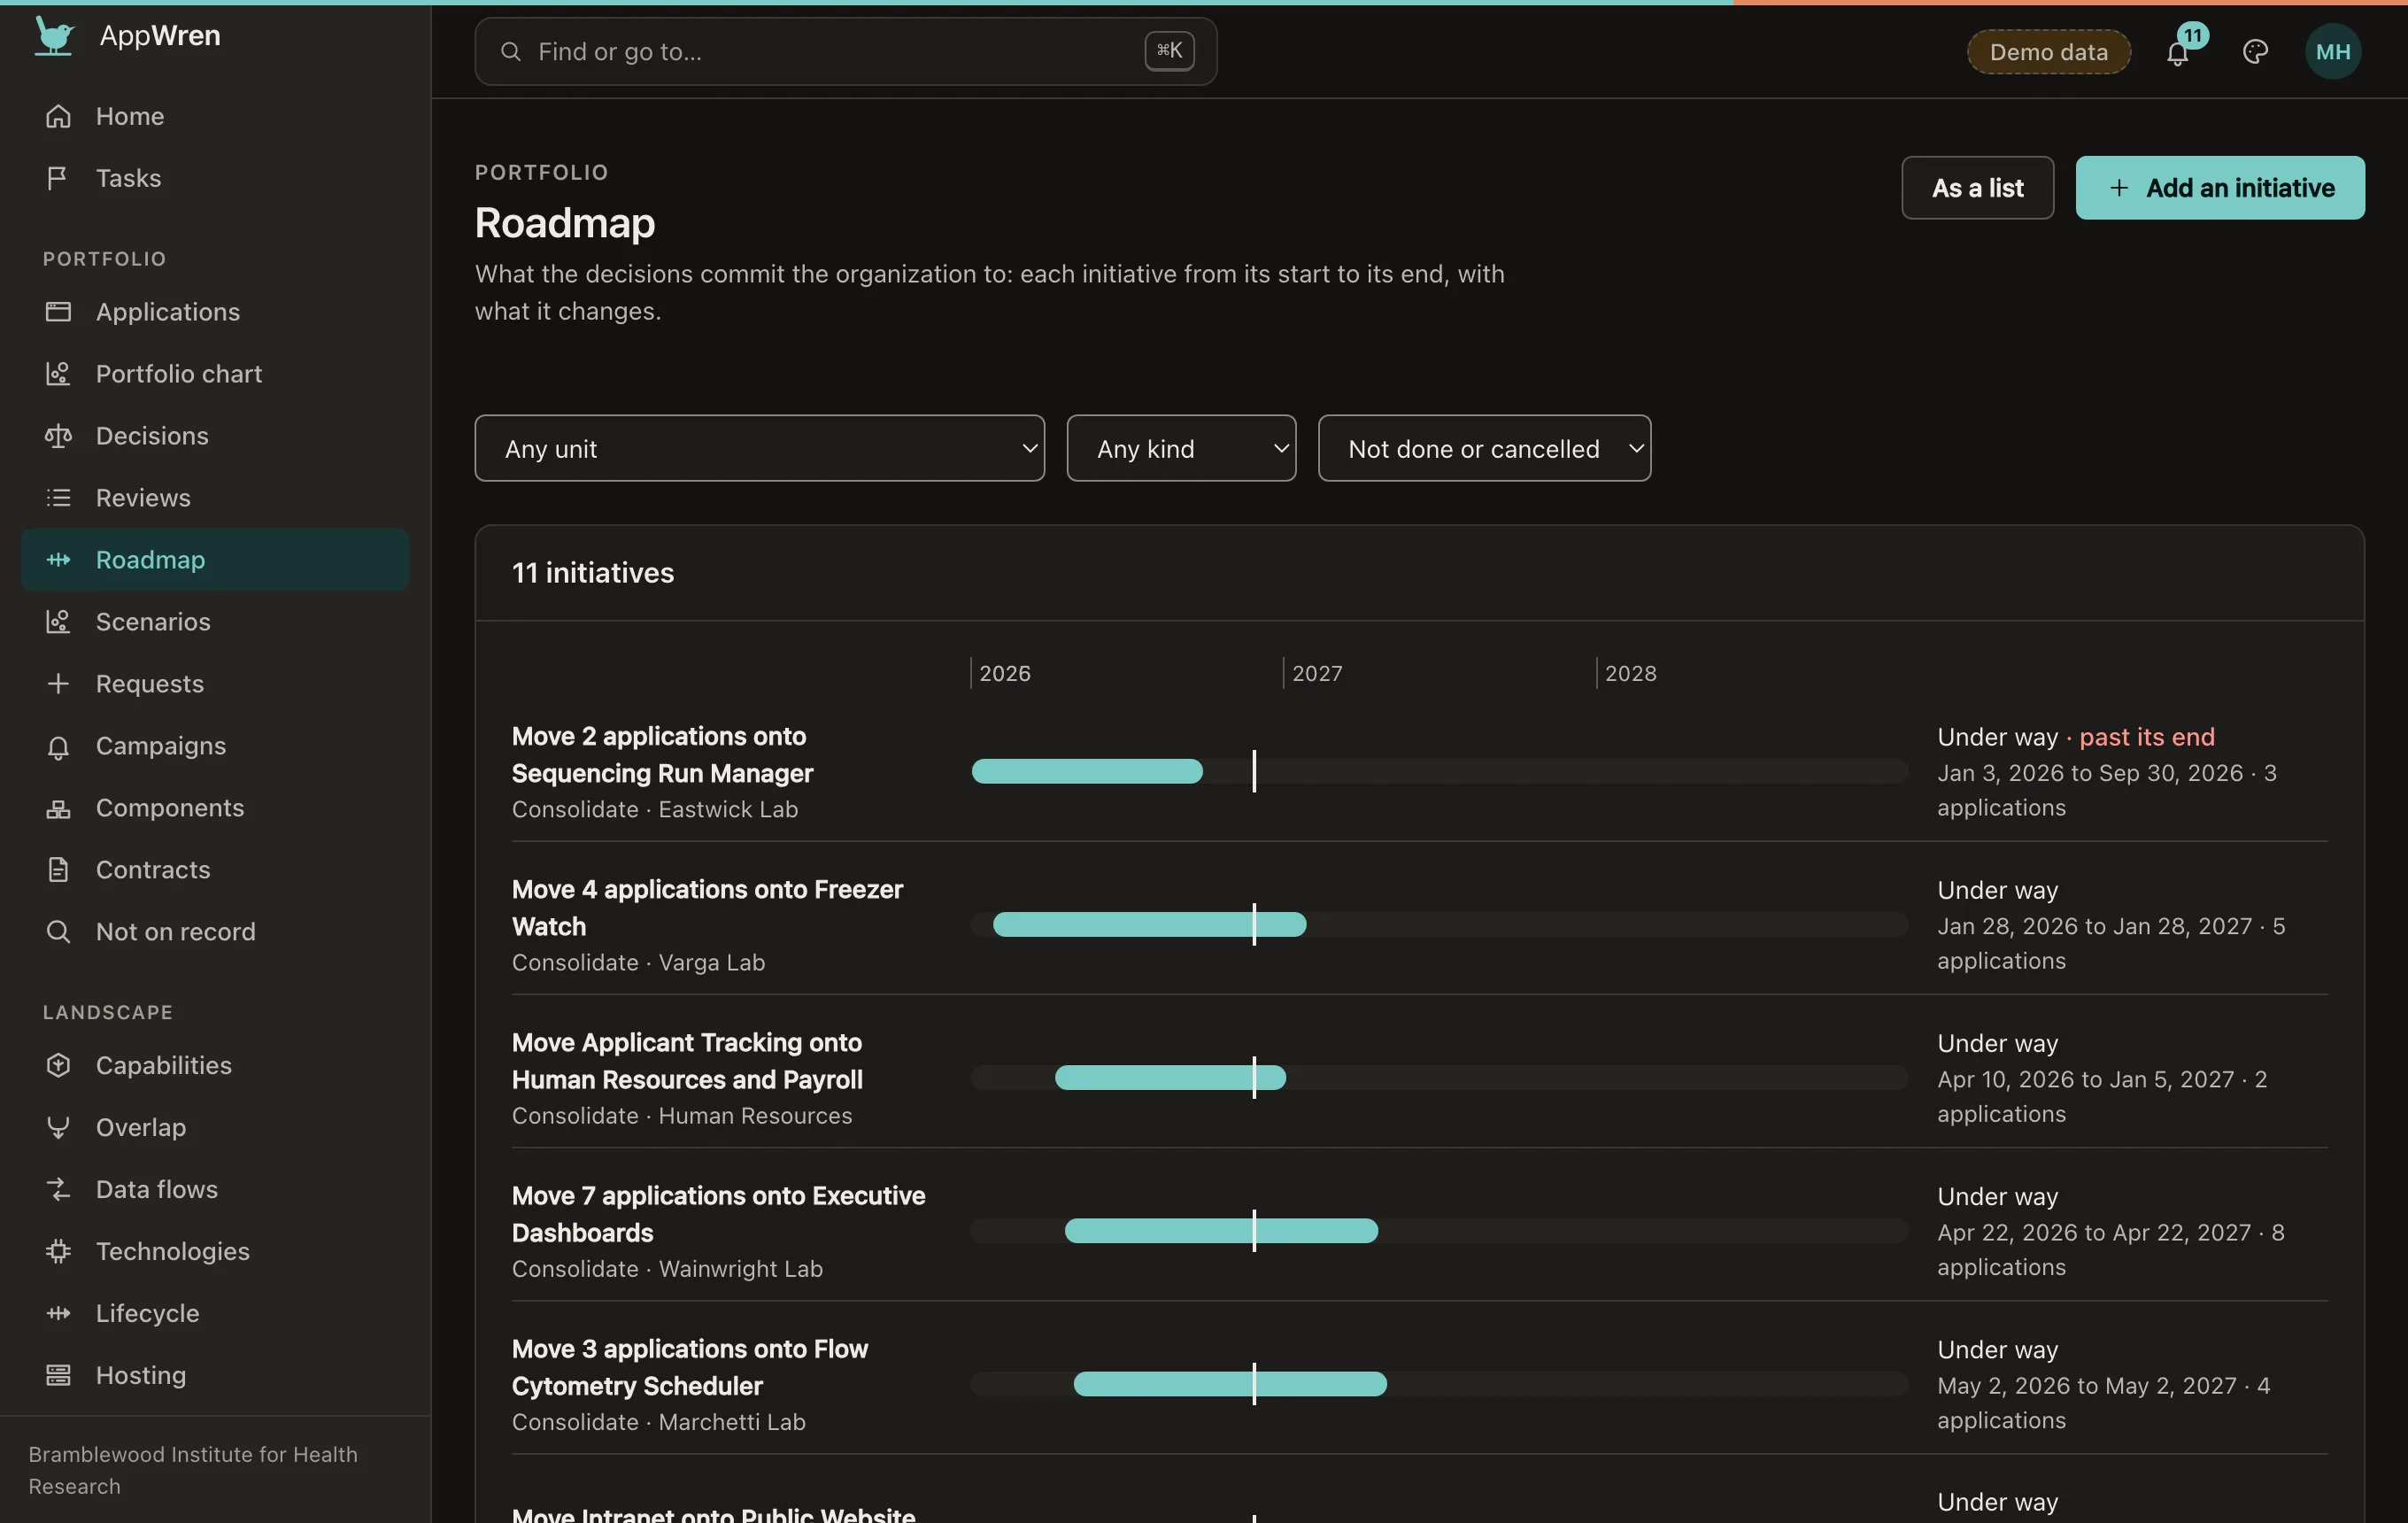 AppWren
Find or go to...
⌘K
Demo data
11
MH
Home
Tasks
PORTFOLIO
Applications
Portfolio chart
Decisions
Reviews
Roadmap
Scenarios
Requests
Campaigns
Components
Contracts
Not on record
LANDSCAPE
Capabilities
Overlap
Data flows
Technologies
Lifecycle
Hosting
Bramblewood Institute for Health
Research
PORTFOLIO
Roadmap
What the decisions commit the organization to: each initiative from its start to its end, with
what it changes.
As a list
Add an initiative
Any unit
Any kind
Not done or cancelled
11 initiatives
2026
2027
2028
Move 2 applications onto
Sequencing Run Manager
Consolidate · Eastwick Lab
Under way · past its end
Jan 3, 2026 to Sep 30, 2026 · 3
applications
Move 4 applications onto Freezer
Watch
Consolidate · Varga Lab
Under way
Jan 28, 2026 to Jan 28, 2027 · 5
applications
Move Applicant Tracking onto
Human Resources and Payroll
Consolidate · Human Resources
Under way
Apr 10, 2026 to Jan 5, 2027 · 2
applications
Move 7 applications onto Executive
Dashboards
Consolidate · Wainwright Lab
Under way
Apr 22, 2026 to Apr 22, 2027 · 8
applications
Move 3 applications onto Flow
Cytometry Scheduler
Consolidate · Marchetti Lab
Under way
May 2, 2026 to May 2, 2027 · 4
applications
Move Intranet onto Public Website
Under way